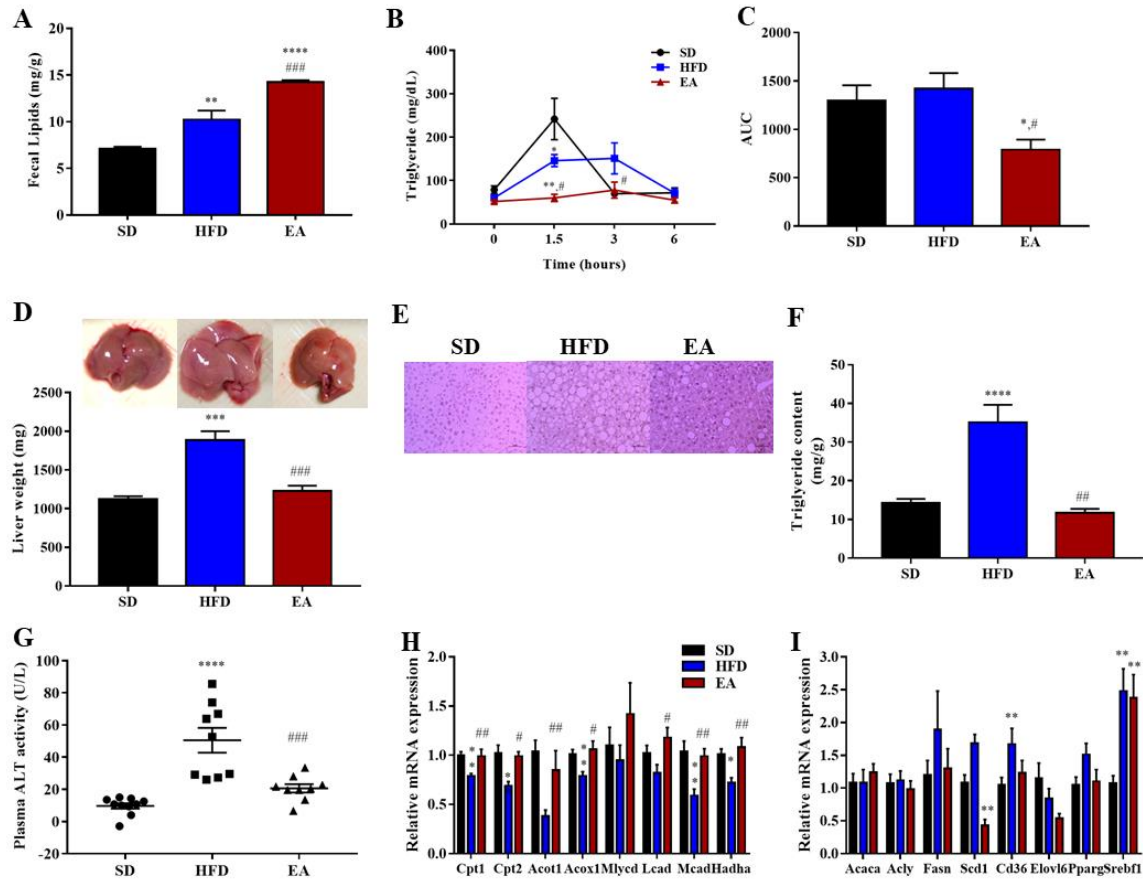 A
Fecal Lipids (mg/g)
20
15
10
5
0
**
****
###
SD
HFD
EA
B
Triglyceride (mg/dL)
400
300
200
100
0
SD
HFD
EA
*
**,#
#
0
1.5
3
6
Time (hours)
C
AUC
2000
1500
1000
500
0
*,#
SD
HFD
EA
D
Liver weight (mg)
2500
2000
1500
1000
500
0
***
###
SD
HFD
EA
E
SD
HFD
EA
F
Triglyceride content
(mg/g)
50
40
30
20
10
0
****
##
SD
HFD
EA
G
Plasma ALT activity (U/L)
100
80
60
40
20
0
-20
****
###
SD
HFD
EA
H
Relative mRNA expression
2.0
1.5
1.0
0.5
0.0
SD
HFD
EA
**
##
*
#
##
**
#
#
**
##
*
##
Cpt1 Cpt2 Acot1 Acox1 Mlycd Lcad Mcad Hadha
I
Relative mRNA expression
3.0
2.5
2.0
1.5
1.0
0.5
0.0
**
**
**
**
Acaca Acly Fasn Scd1 Cd36 Elovl6 Pparg Srebf1